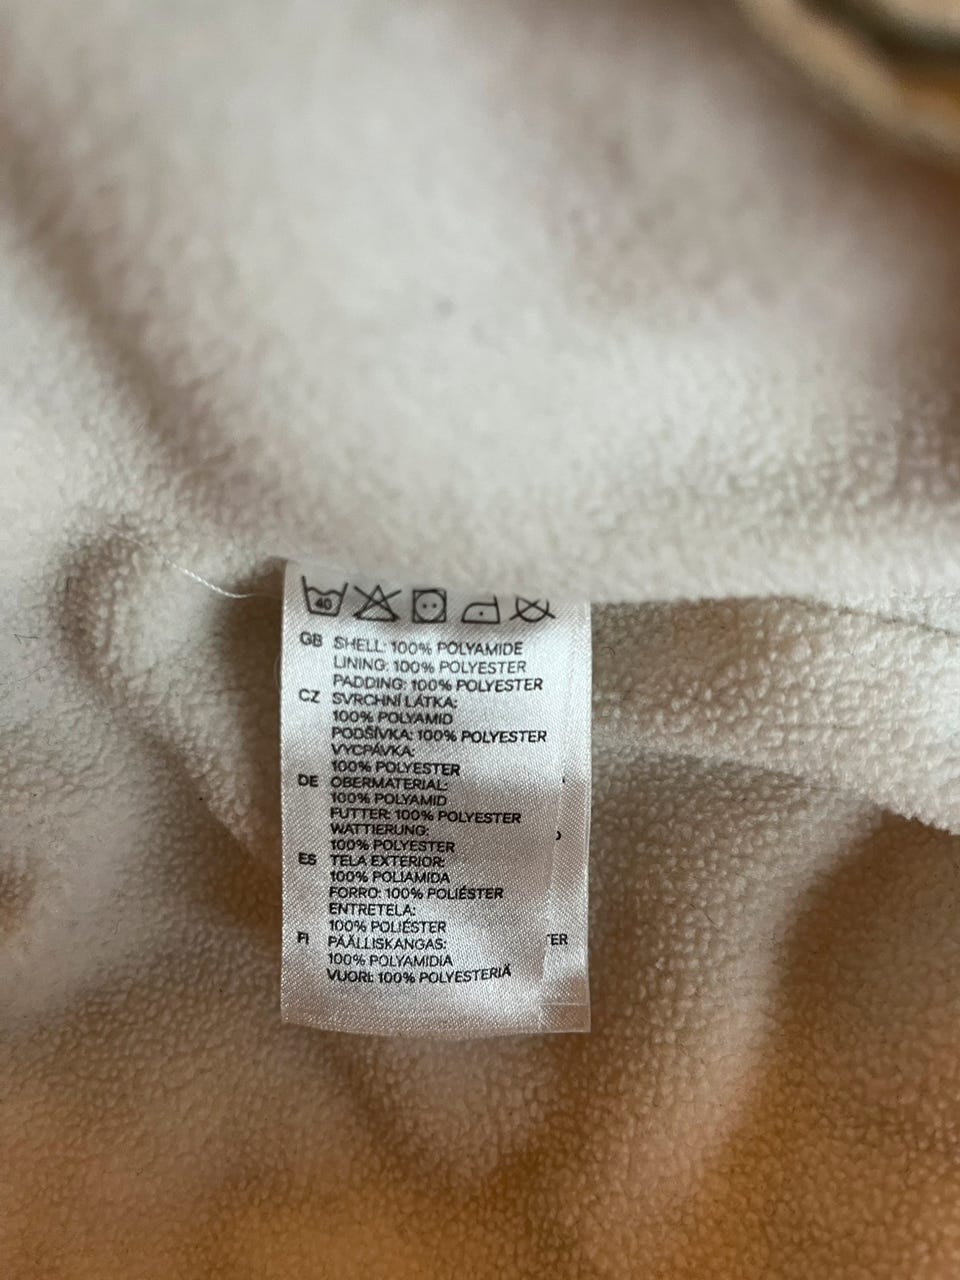 40
GB SHELL: 100% POLYAMIDE
LINING: 100% POLYESTER
PADDING: 100% POLYESTER
CZ SVRCHNÍ LÁTKA:
100% POLYAMID
PODŠÍVKA: 100% POLYESTER
VYCPÁVKA:
100% POLYESTER
DE OBERMATERIAL:
100% POLYAMID
FUTTER: 100% POLYESTER
WATTIERUNG:
100% POLYESTER
ES TELA EXTERIOR:
100% POLIAMIDA
FORRO: 100% POLIÉSTER
ENTRETELA:
100% POLIÉSTER
FI PÄÄLLISKANGAS:
100% POLYAMIDIA
VUORI: 100% POLYESTERIÄ